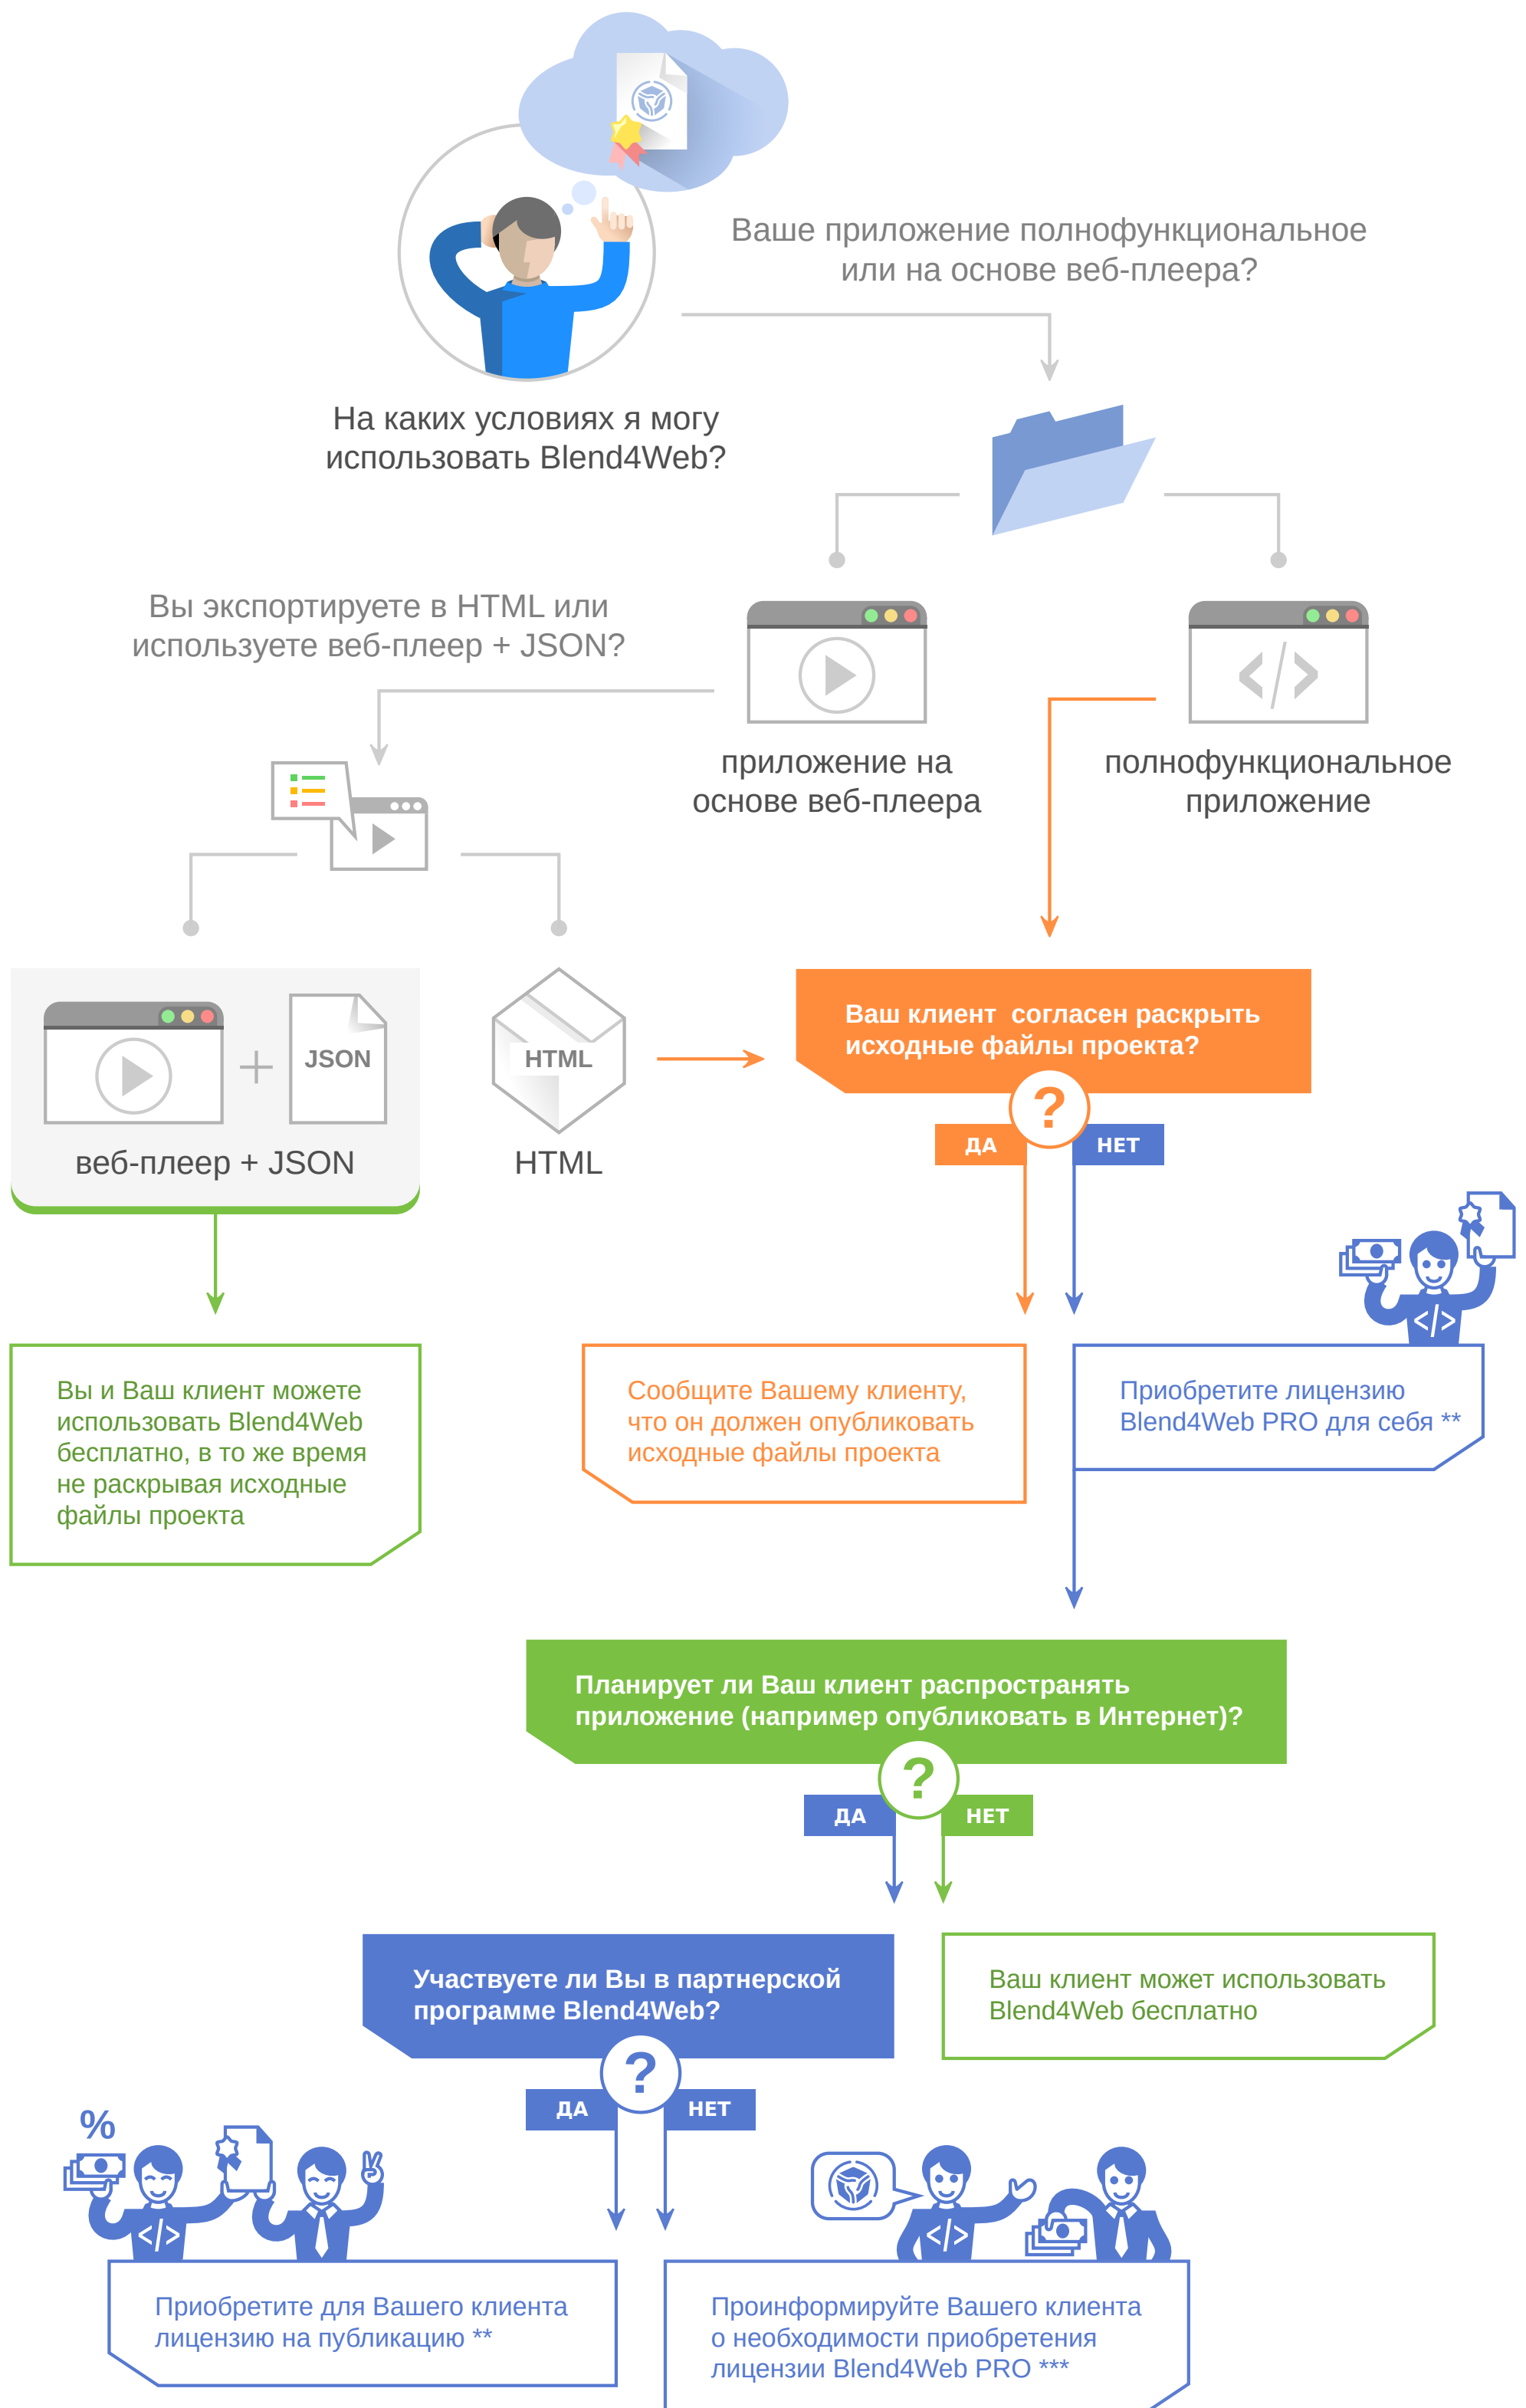 Ваше приложение полнофункциональное
или на основе веб-плеера?
На каких условиях я могу
использовать Blend4Web?
Вы экспортируете в HTML или
используете веб-плеер + JSON?
приложение на
основе веб-плеера
</>
полнофункциональное
приложение
JSON
веб-плеер + JSON
HTML
HTML
Ваш клиент  согласен раскрыть
исходные файлы проекта?
?
ДА
НЕТ
</>
Вы и Ваш клиент можете
использовать Blend4Web
бесплатно, в то же время
не раскрывая исходные
файлы проекта
Сообщите Вашему клиенту,
что он должен опубликовать
исходные файлы проекта
Приобретите лицензию
Blend4Web PRO для себя **
Планирует ли Ваш клиент распространять
приложение (например опубликовать в Интернет)?
?
ДА
НЕТ
Участвуете ли Вы в партнерской
программе Blend4Web?
?
ДА
НЕТ
Ваш клиент может использовать
Blend4Web бесплатно
%
</>
</>
Приобретите для Вашего клиента
лицензию на публикацию **
Проинформируйте Вашего клиента
о необходимости приобретения
лицензии Blend4Web PRO ***